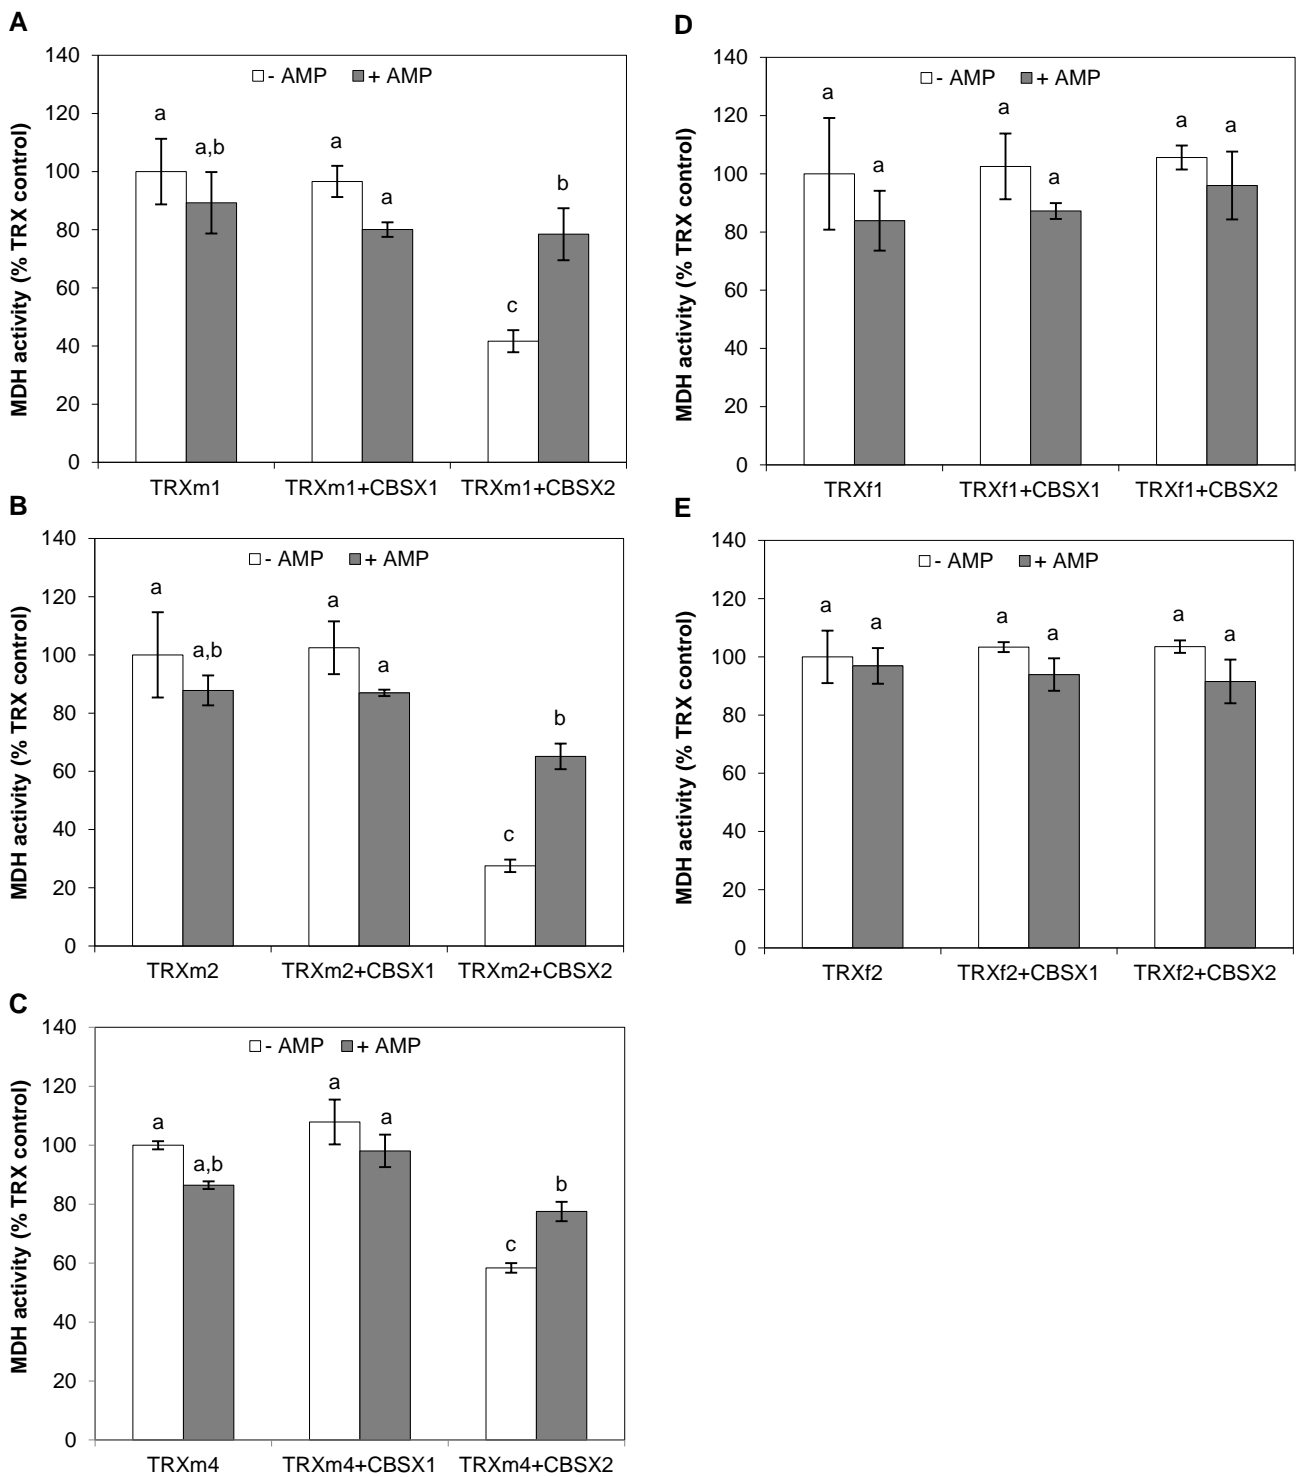 A
MDH activity (% TRX control)
140
120
100
80
60
40
20
0
- AMP + AMP
a
a,b
a
a
c
b
TRXm1 TRXm1+CBSX1 TRXm1+CBSX2
B
MDH activity (% TRX control)
140
120
100
80
60
40
20
0
- AMP + AMP
a
a,b
a
a
c
b
TRXm2 TRXm2+CBSX1 TRXm2+CBSX2
C
MDH activity (% TRX control)
140
120
100
80
60
40
20
0
- AMP + AMP
a
a,b
a
a
c
b
TRXm4 TRXm4+CBSX1 TRXm4+CBSX2
D
MDH activity (% TRX control)
140
120
100
80
60
40
20
0
- AMP + AMP
a
a
a
a
a
a
TRXf1 TRXf1+CBSX1 TRXf1+CBSX2
E
MDH activity (% TRX control)
140
120
100
80
60
40
20
0
- AMP + AMP
a
a
a
a
a
a
TRXf2 TRXf2+CBSX1 TRXf2+CBSX2